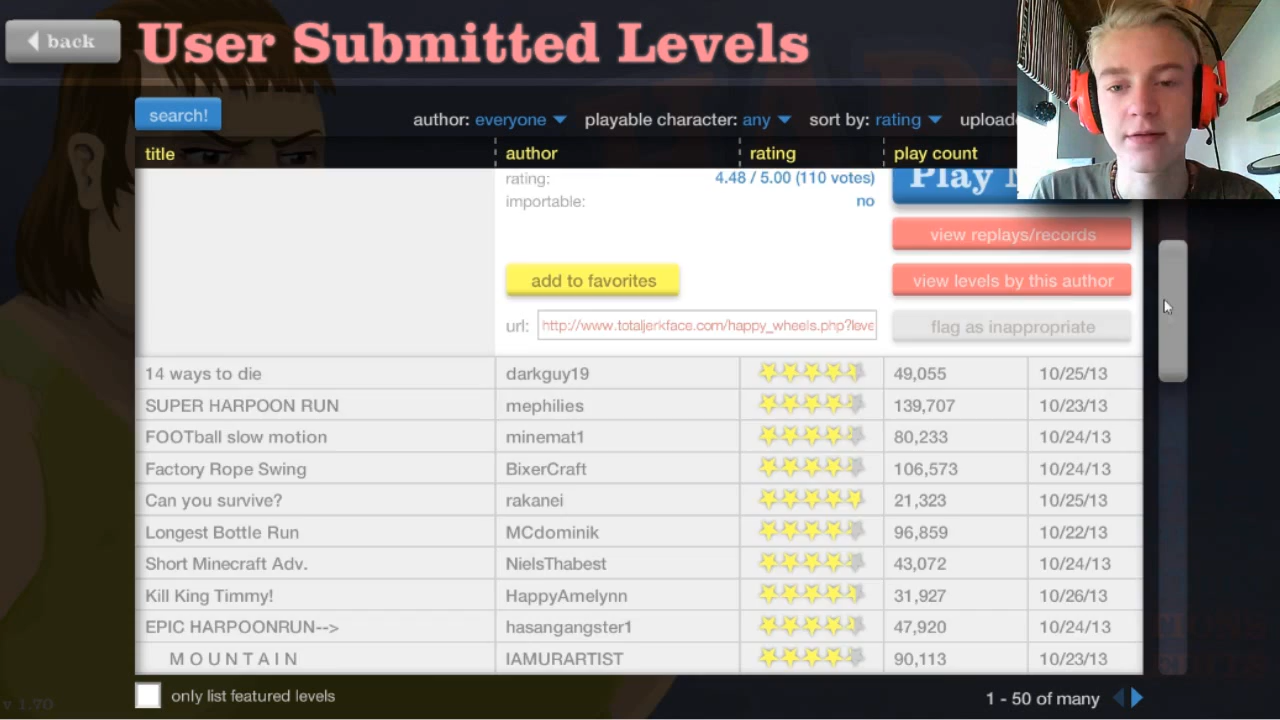 back
User Submitted Levels
search!
author: everyone playable character: any sort by: rating
title author rating play count
rating: 4.48 / 5.00 (110 votes)
importable: no
view replays/records
add to favorites
view levels by this author
url: http://www.totaljerkface.com/happy_wheels.php?leve
flag as inappropriate
14 ways to die darkguy19 49,055 10/25/13
SUPER HARPOON RUN mephilies 139,707 10/23/13
FOOTball slow motion minemat1 80,233 10/24/13
Factory Rope Swing BixerCraft 106,573 10/24/13
Can you survive? rakanei 21,323 10/25/13
Longest Bottle Run MCdominik 96,859 10/22/13
Short Minecraft Adv. NielsThabest 43,072 10/24/13
Kill King Timmy! HappyAmelynn 31,927 10/26/13
EPIC HARPOONRUN--> hasangangster1 47,920 10/24/13
M O U N T A I N IAMURARTIST 90,113 10/23/13
only list featured levels
1 - 50 of many
v 1.70